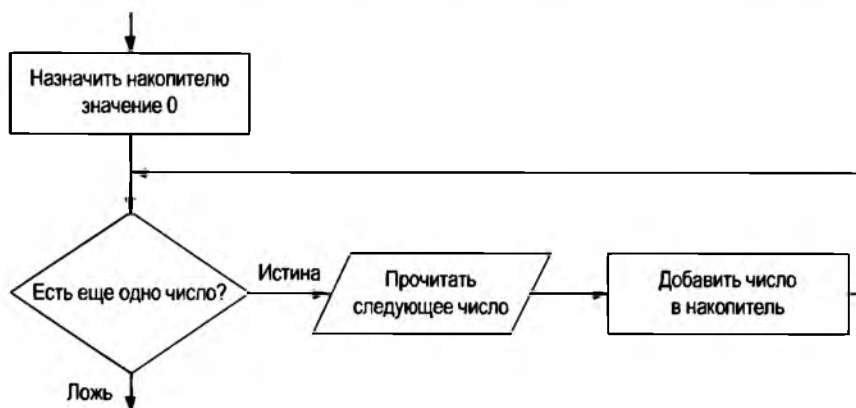 Назначить накопителю
значение 0
Есть еще одно число?
Истина
Прочитать
следующее число
Добавить число
в накопитель
Ложь